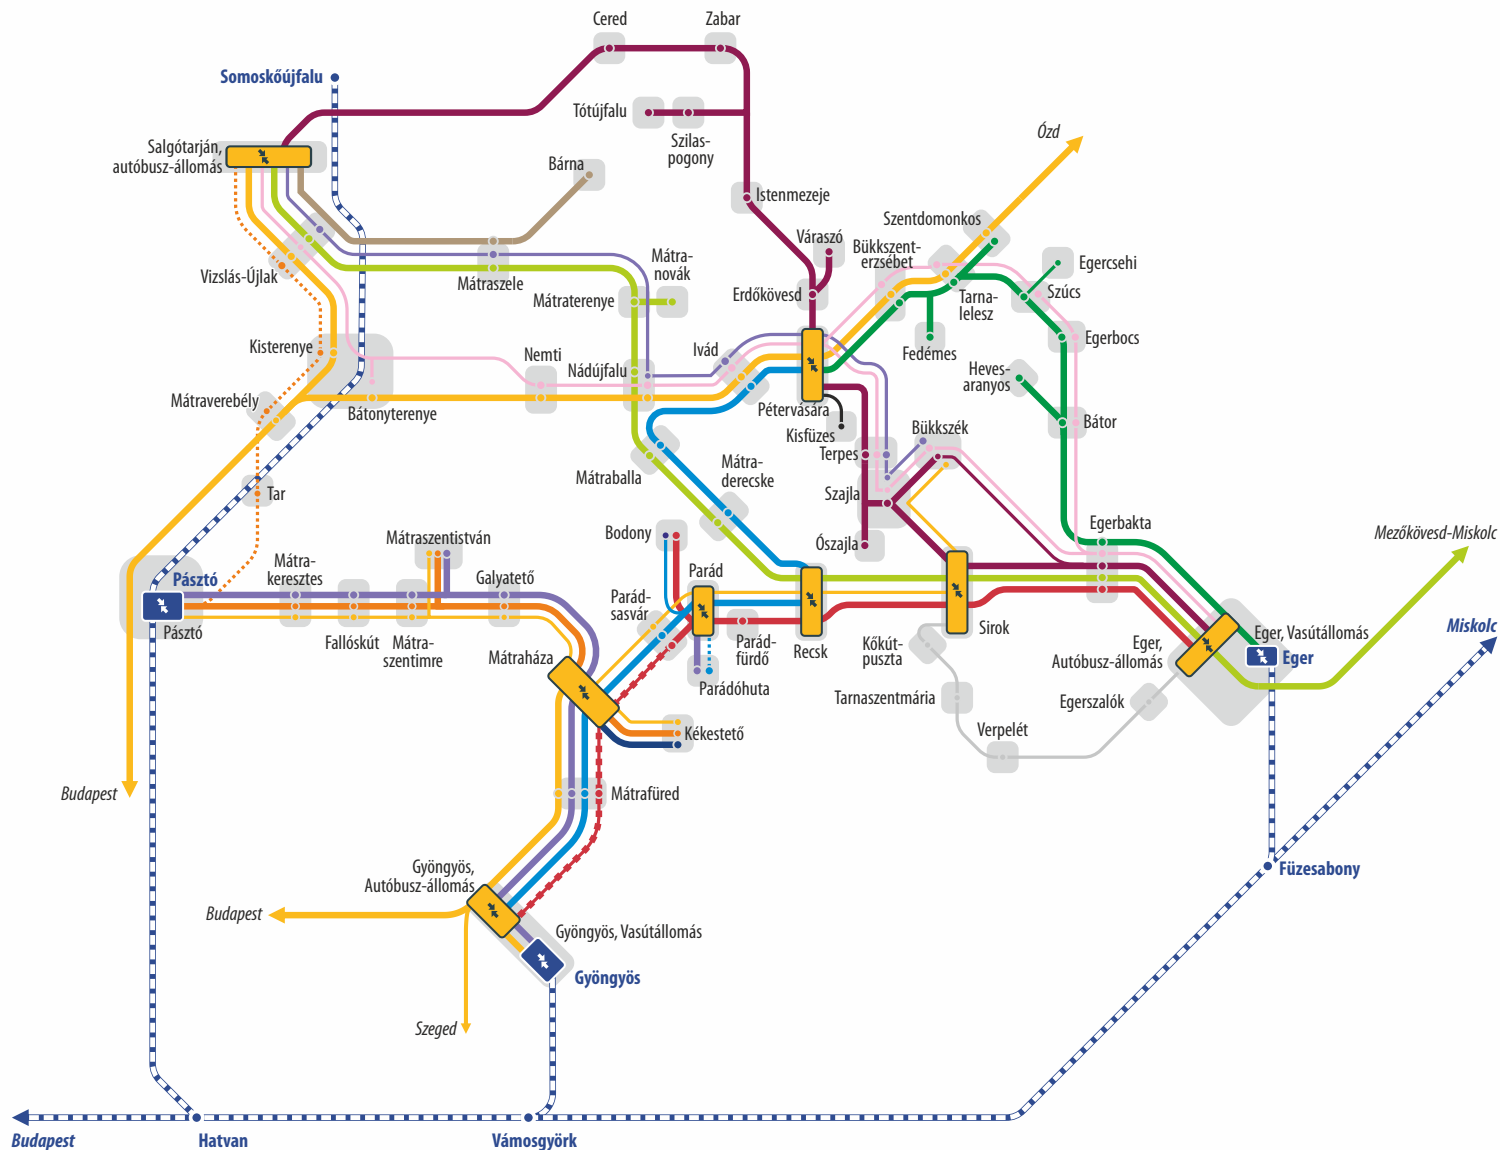 Cered
Zabar
Somoskőújfalu
Tótújfalu
Szilas-
pogony
Ózd
Salgótarján,
autóbusz-állomás
Bárna
Istenmezeje
Szentdomonkos
Váraszó
Bükkszent-
erzsébet
Egercsehi
Vizslás-Újlak
Mátraszele
Mátra-
novák
Mátraterenye
Erdőkövesd
Tarna-
lelesz
Szúcs
Egerbocs
Kisterenye
Nemti
Nádújfalu
Ivád
Fedémes
Heves-
aranyos
Mátraverebély
Bátonyterenye
Pétervására
Kisfüzes
Bükkszék
Bátor
Terpes
Mátraballa
Mátra-
derecske
Szajla
Tar
Ószajla
Egerbakta
Mezőkövesd-Miskolc
Mátraszentistván
Bodony
Pásztó
Mátra-
keresztes
Galyatető
Parád
Parád-
sasvár
Pásztó
Fallóskút
Mátra-
szentimre
Mátraháza
Parád-
fürdő
Recsk
Sirok
Kőkút-
puszta
Eger,
Autóbusz-állomás
Eger, Vasútállomás
Eger
Miskolc
Parádóhuta
Tarnaszentmária
Egerszalók
Kékestető
Verpelét
Budapest
Mátrafüred
Gyöngyös,
Autóbusz-állomás
Füzesabony
Budapest
Gyöngyös, Vasútállomás
Gyöngyös
Szeged
Budapest
Hatvan
Vámosgyörk